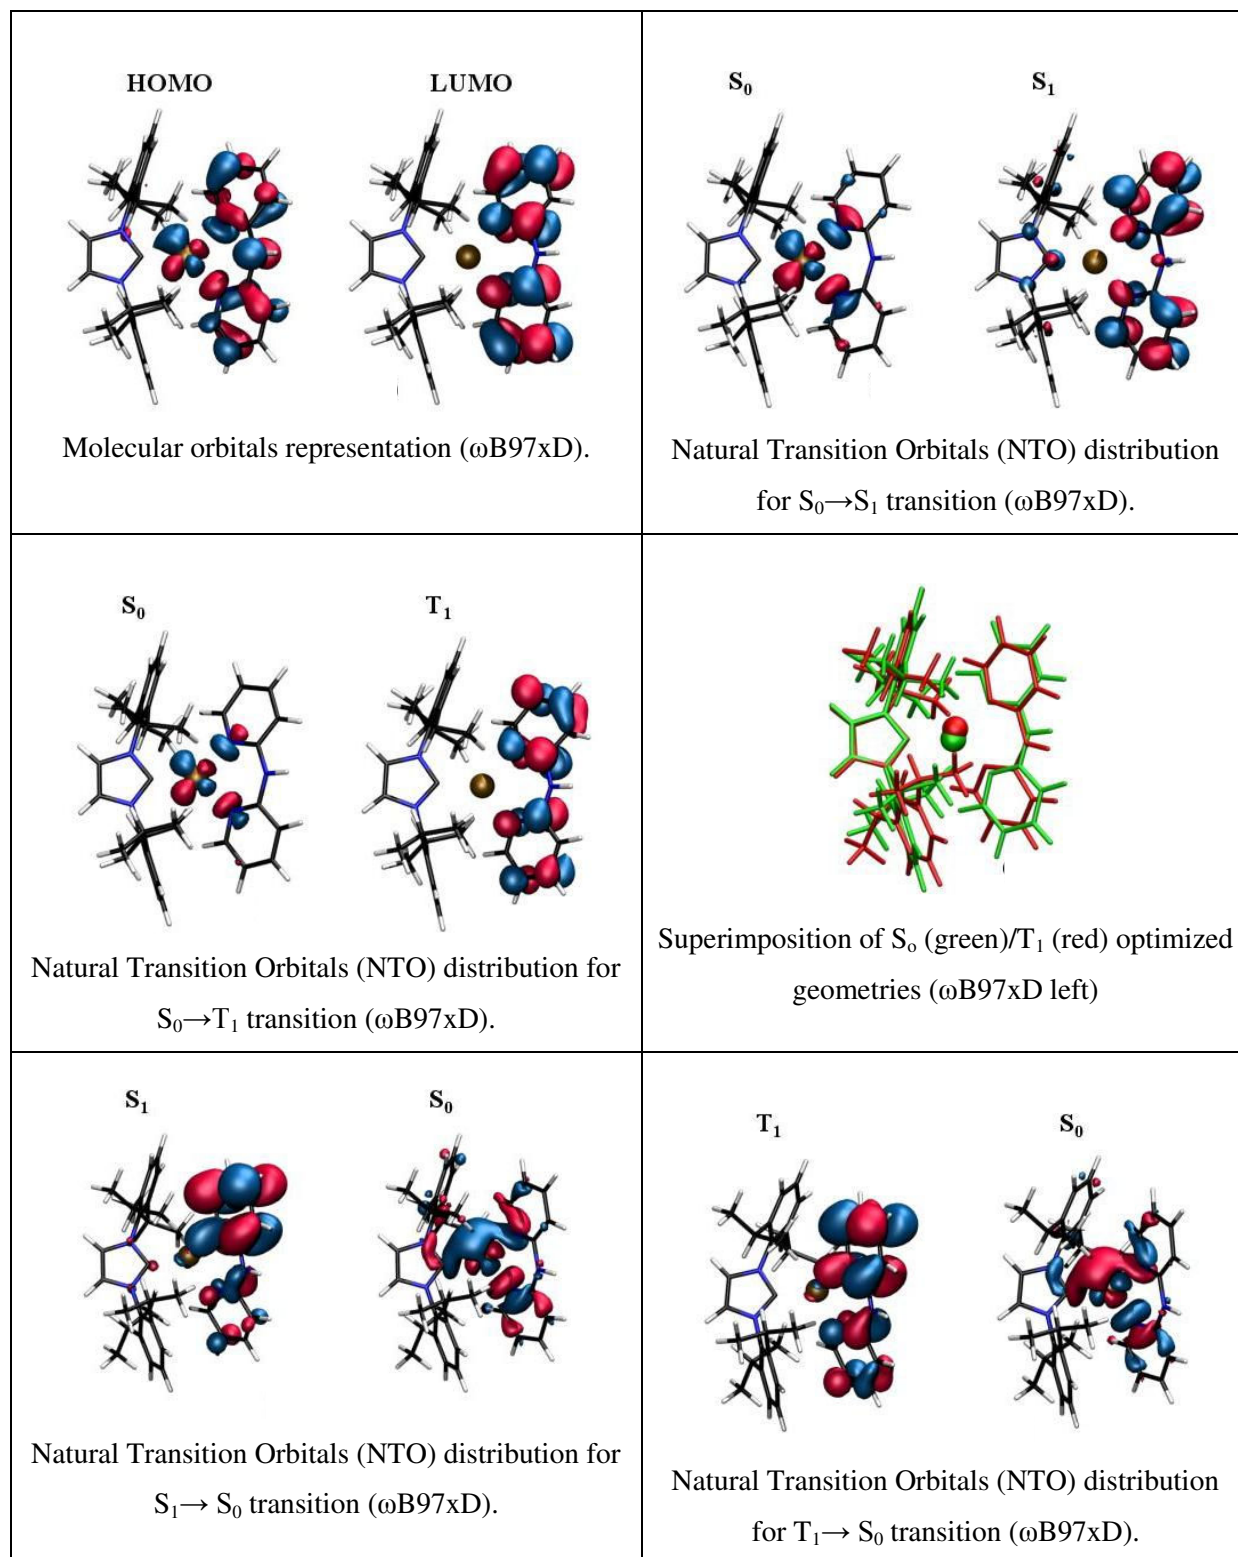 HOMO LUMO
Molecular orbitals representation (ωB97xD).
S₀ S₁
Natural Transition Orbitals (NTO) distribution
for S₀→S₁ transition (ωB97xD).
S₀ T₁
Natural Transition Orbitals (NTO) distribution for
S₀→T₁ transition (ωB97xD).
Superimposition of Sₒ (green)/T₁ (red) optimized
geometries (ωB97xD left)
S₁ S₀
Natural Transition Orbitals (NTO) distribution for
S₁→ S₀ transition (ωB97xD).
T₁ S₀
Natural Transition Orbitals (NTO) distribution
for T₁→ S₀ transition (ωB97xD).